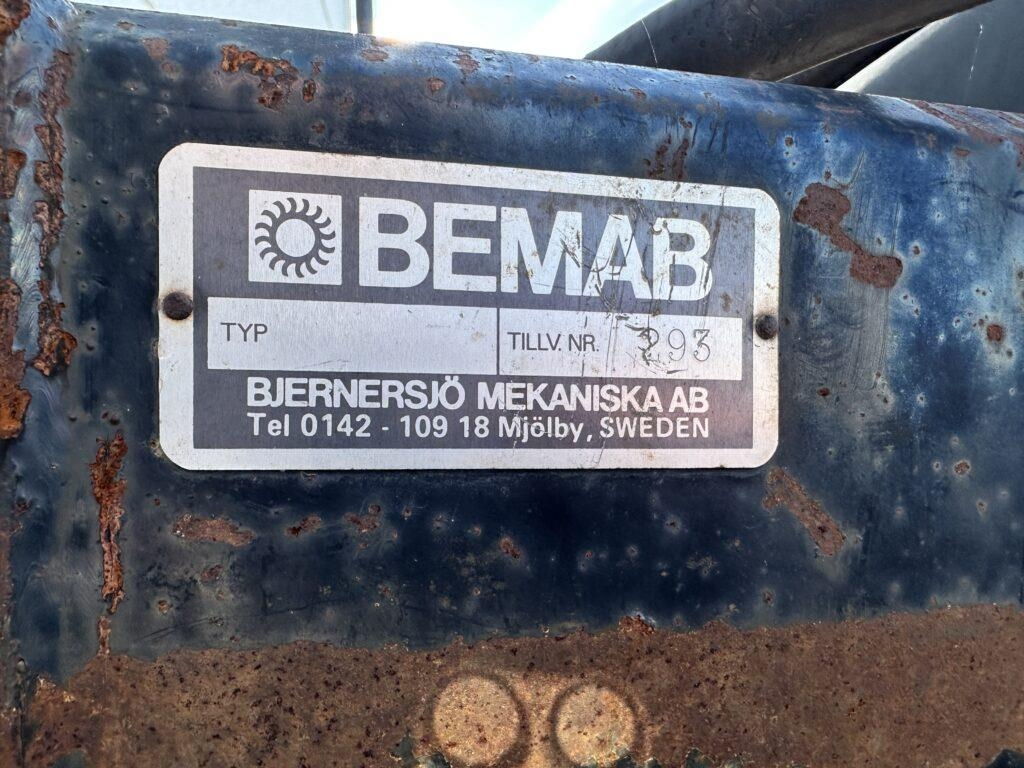 BEMAB
TYP
TILLV. NR. 293
BJERNERSJÖ MEKANISKA AB
Tel 0142 - 109 18 Mjölby, SWEDEN